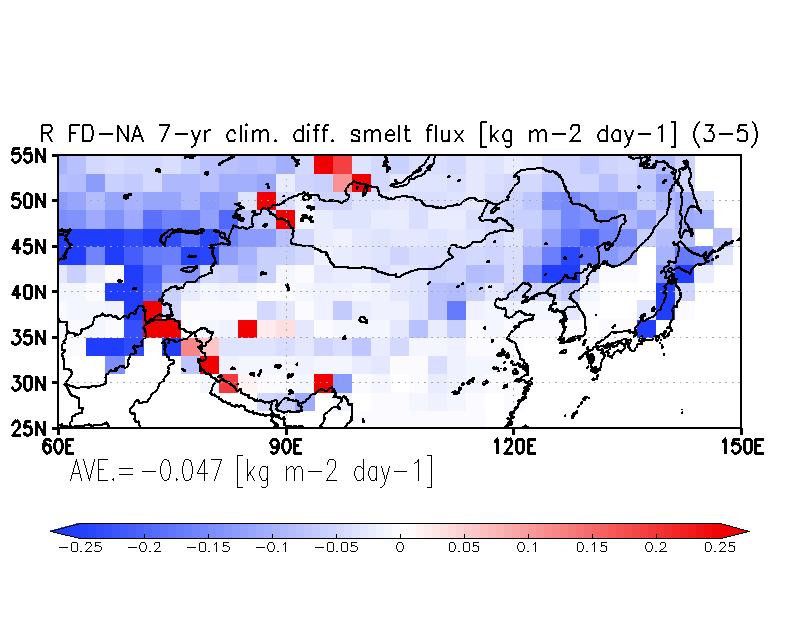 R FD-NA 7-yr clim. diff. smelt flux [kg m-2 day-1] (3-5)
55N
50N
45N
40N
35N
30N
25N
60E 90E 120E 150E
AVE.= -0.047 [kg m-2 day-1]
-0.25 -0.2 -0.15 -0.1 -0.05 0 0.05 0.1 0.15 0.2 0.25